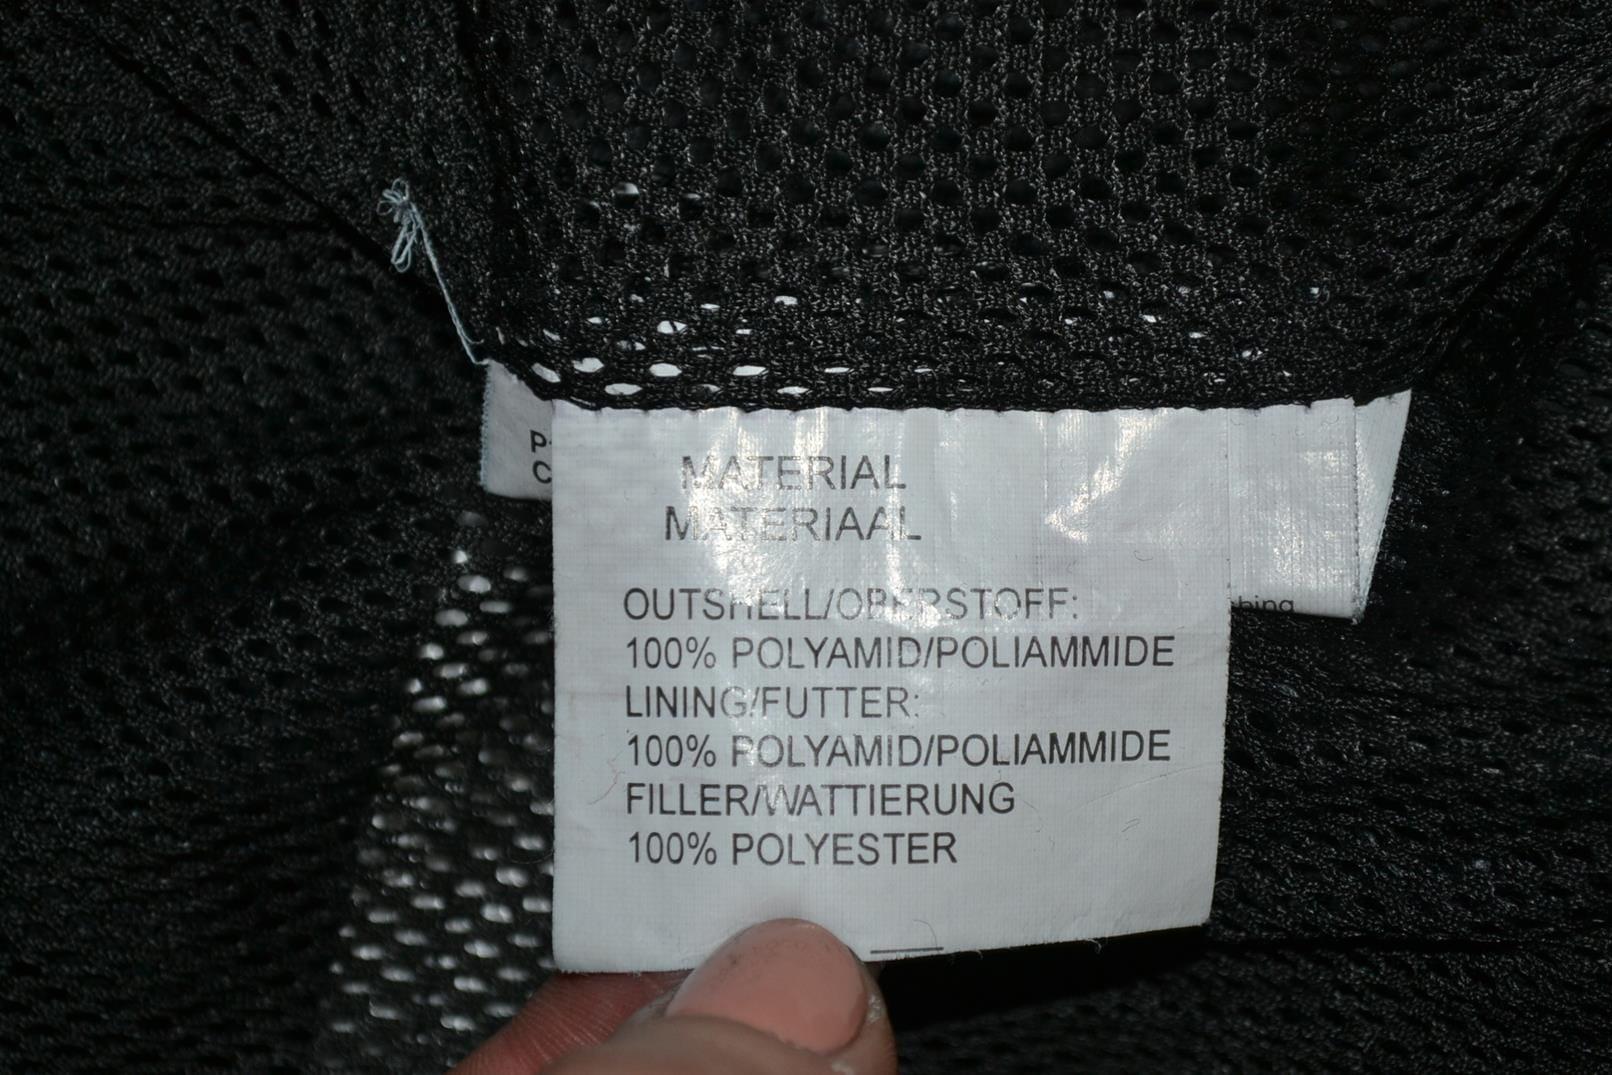 MATERIAL
MATERIAAL
OUTSHELL/OBERSTOFF:
100% POLYAMID/POLIAMMIDE
LINING/FUTTER:
100% POLYAMID/POLIAMMIDE
FILLER/WATTIERUNG
100% POLYESTER